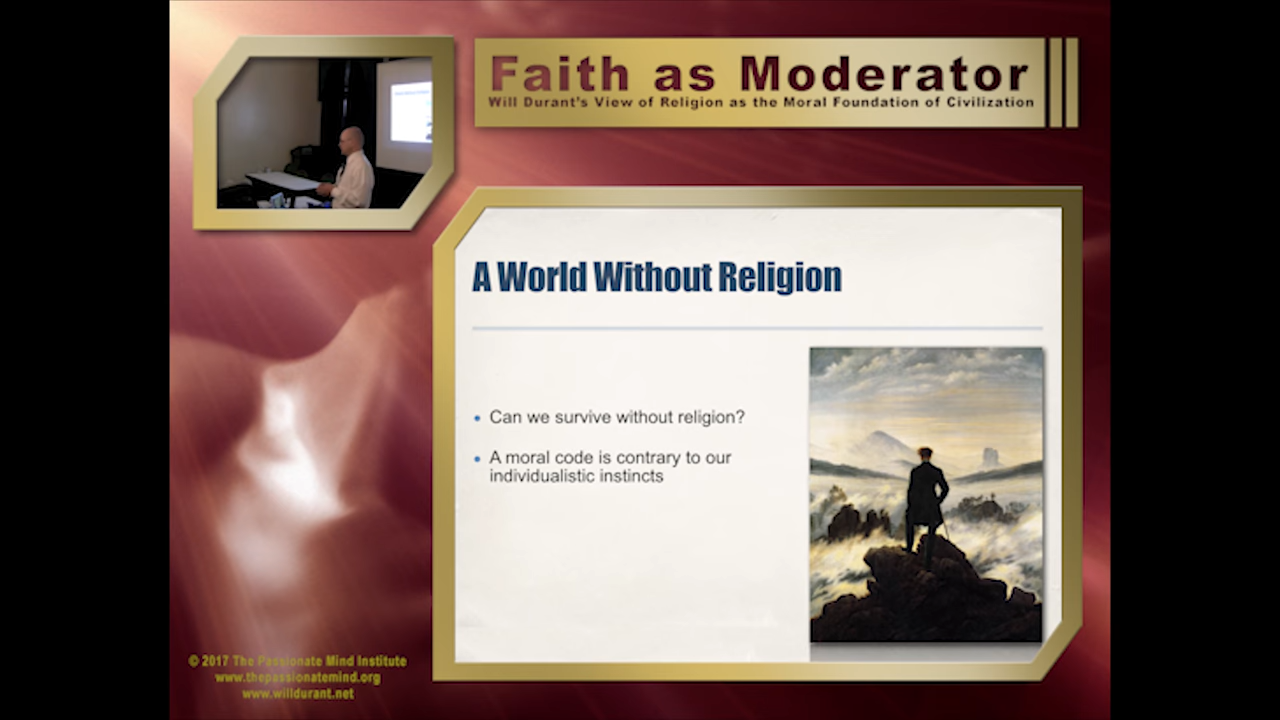 Faith as Moderator
Will Durant's View of Religion as the Moral Foundation of Civilization
A World Without Religion
• Can we survive without religion?
• A moral code is contrary to our
individualistic instincts
© 2017 The Passionate Mind Institute
www.thepassionatemind.org
www.willdurant.net